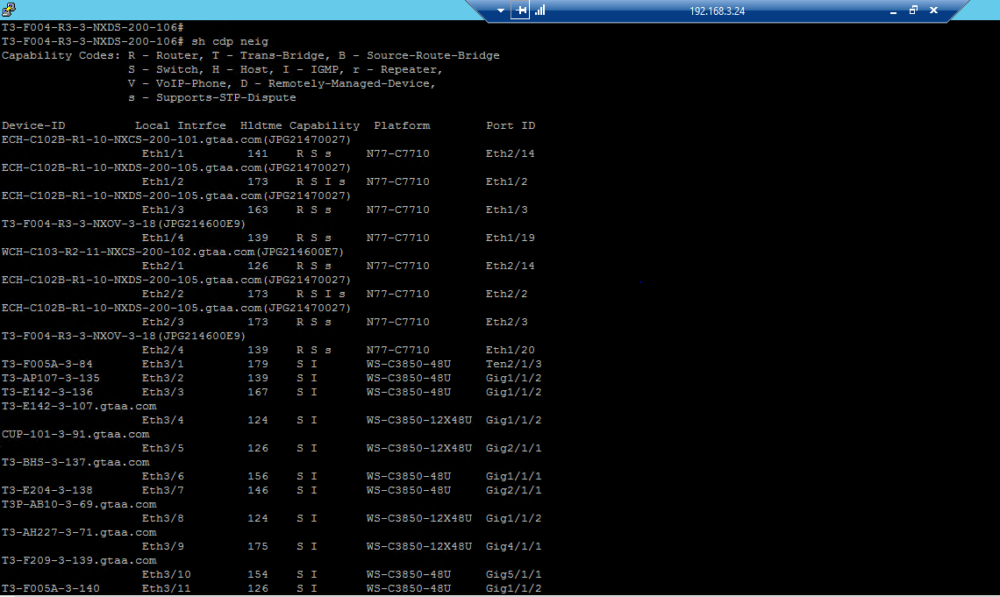 192.168.3.24
T3-F004-R3-3-NXDS-200-106#
T3-F004-R3-3-NXDS-200-106# sh cdp neig
Capability Codes: R - Router, T - Trans-Bridge, B - Source-Route-Bridge
                  S - Switch, H - Host, I - IGMP, r - Repeater,
                  V - VoIP-Phone, D - Remotely-Managed-Device,
                  s - Supports-STP-Dispute

Device-ID          Local Intrfce  Hldtme Capability  Platform        Port ID
ECH-C102B-R1-10-NXCS-200-101.gtaa.com(JPG21470027)
                    Eth1/1         141    R S s     N77-C7710        Eth2/14
ECH-C102B-R1-10-NXDS-200-105.gtaa.com(JPG21470027)
                    Eth1/2         173    R S I s   N77-C7710        Eth1/2
ECH-C102B-R1-10-NXDS-200-105.gtaa.com(JPG21470027)
                    Eth1/3         163    R S s     N77-C7710        Eth1/3
T3-F004-R3-3-NXOV-3-18(JPG214600E9)
                    Eth1/4         139    R S s     N77-C7710        Eth1/19
WCH-C103-R2-11-NXCS-200-102.gtaa.com(JPG214600E7)
                    Eth2/1         126    R S s     N77-C7710        Eth2/14
ECH-C102B-R1-10-NXDS-200-105.gtaa.com(JPG21470027)
                    Eth2/2         173    R S I s   N77-C7710        Eth2/2
ECH-C102B-R1-10-NXDS-200-105.gtaa.com(JPG21470027)
                    Eth2/3         173    R S s     N77-C7710        Eth2/3
T3-F004-R3-3-NXOV-3-18(JPG214600E9)
                    Eth2/4         139    R S s     N77-C7710        Eth1/20
T3-F005A-3-84       Eth3/1         179    S I       WS-C3850-48U     Ten2/1/3
T3-AP107-3-135      Eth3/2         139    S I       WS-C3850-48U     Gig1/1/2
T3-E142-3-136       Eth3/3         167    S I       WS-C3850-48U     Gig1/1/2
T3-E142-3-107.gtaa.com
                    Eth3/4         124    S I       WS-C3850-12X48U  Gig1/1/2
CUP-101-3-91.gtaa.com
                    Eth3/5         126    S I       WS-C3850-12X48U  Gig2/1/1
T3-BHS-3-137.gtaa.com
                    Eth3/6         156    S I       WS-C3850-48U     Gig1/1/1
T3-E204-3-138       Eth3/7         146    S I       WS-C3850-48U     Gig2/1/1
T3P-AB10-3-69.gtaa.com
                    Eth3/8         124    S I       WS-C3850-12X48U  Gig1/1/2
T3-AH227-3-71.gtaa.com
                    Eth3/9         175    S I       WS-C3850-12X48U  Gig4/1/1
T3-F209-3-139.gtaa.com
                    Eth3/10        154    S I       WS-C3850-48U     Gig5/1/1
T3-F005A-3-140      Eth3/11        126    S I       WS-C3850-48U     Gig1/1/2